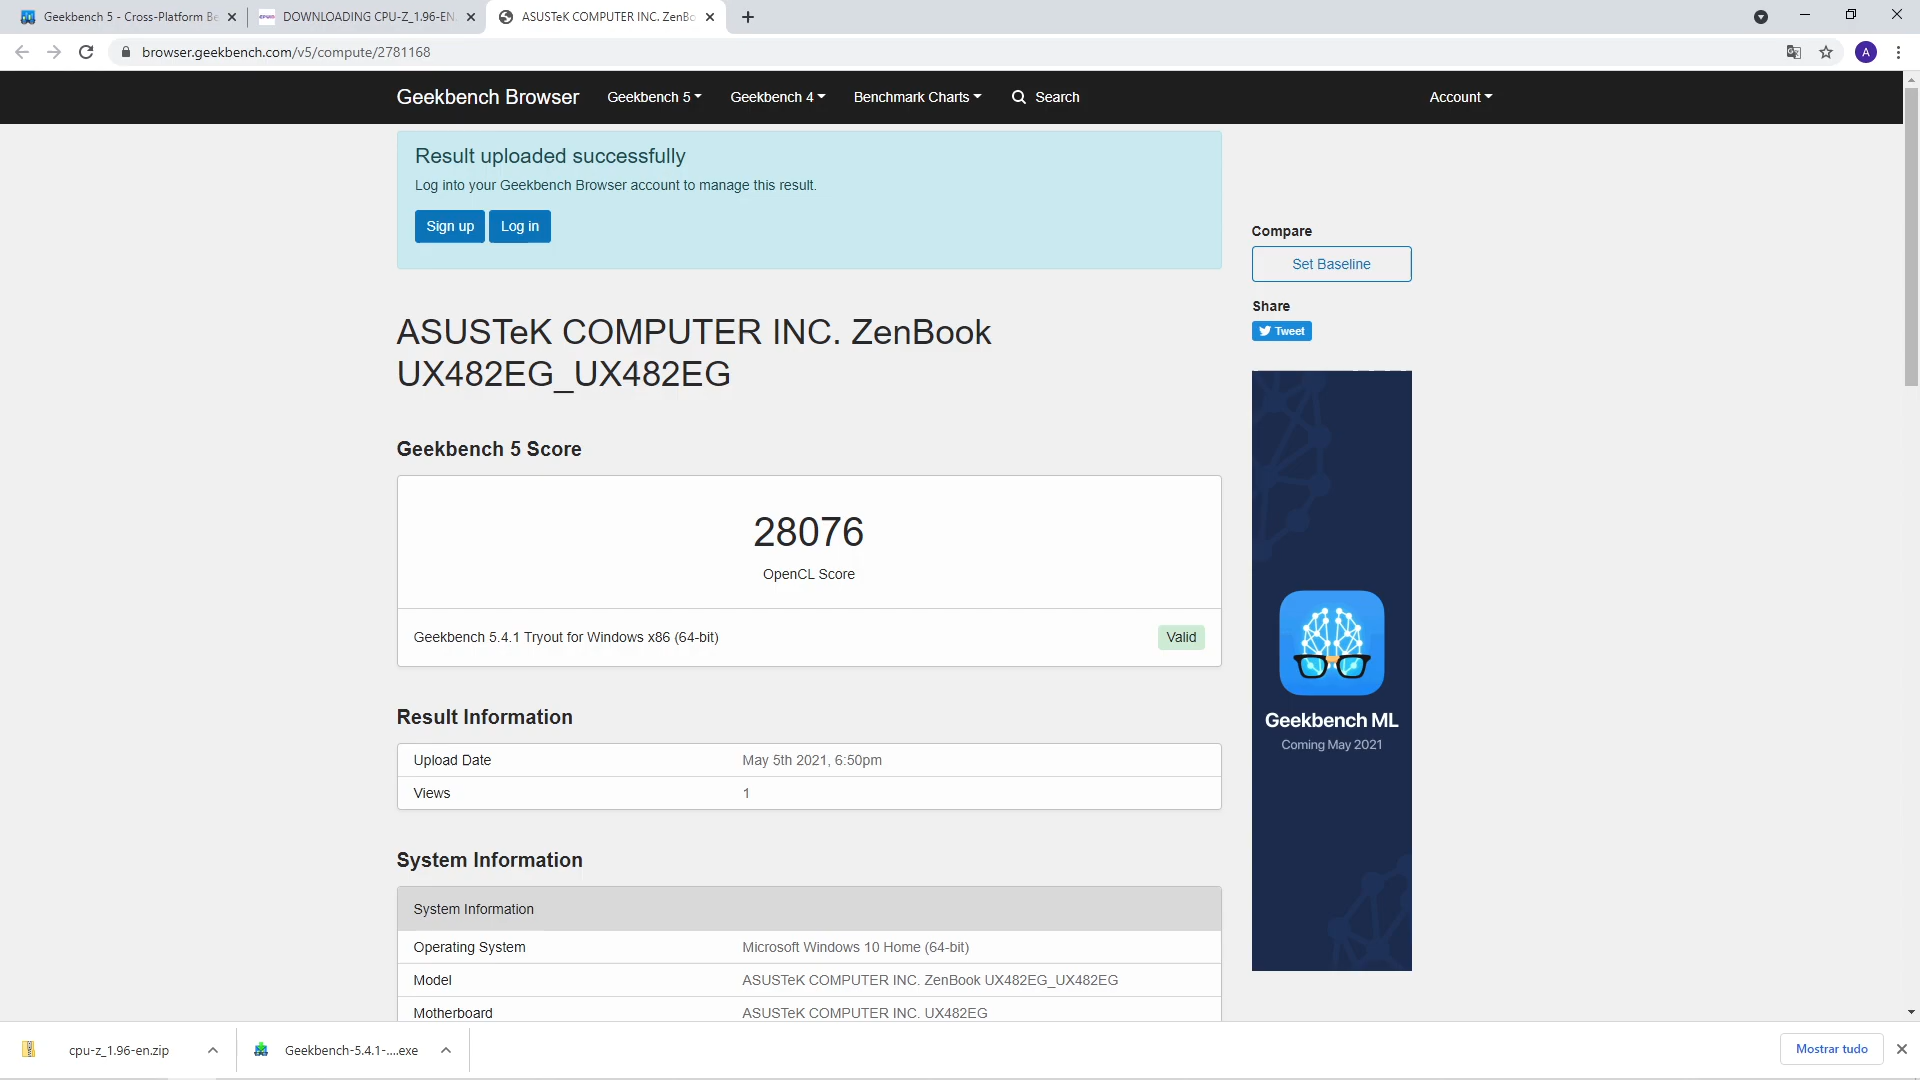 Geekbench 5 - Cross-Platform Be
DOWNLOADING CPU-Z_1.96-EN.
ASUSTeK COMPUTER INC. ZenBo
browser.geekbench.com/v5/compute/2781168
A
Geekbench Browser
Geekbench 5
Geekbench 4
Benchmark Charts
Search
Account
Result uploaded successfully
Log into your Geekbench Browser account to manage this result.
Sign up
Log in
Compare
Set Baseline
Share
Tweet
ASUSTeK COMPUTER INC. ZenBook
UX482EG_UX482EG
Geekbench 5 Score
28076
OpenCL Score
Geekbench 5.4.1 Tryout for Windows x86 (64-bit)
Valid
Geekbench ML
Coming May 2021
Result Information
Upload Date May 5th 2021, 6:50pm
Views 1
System Information
System Information
Operating System Microsoft Windows 10 Home (64-bit)
Model ASUSTeK COMPUTER INC. ZenBook UX482EG_UX482EG
Motherboard ASUSTeK COMPUTER INC. UX482EG
cpu-z_1.96-en.zip
Geekbench-5.4.1-....exe
Mostrar tudo